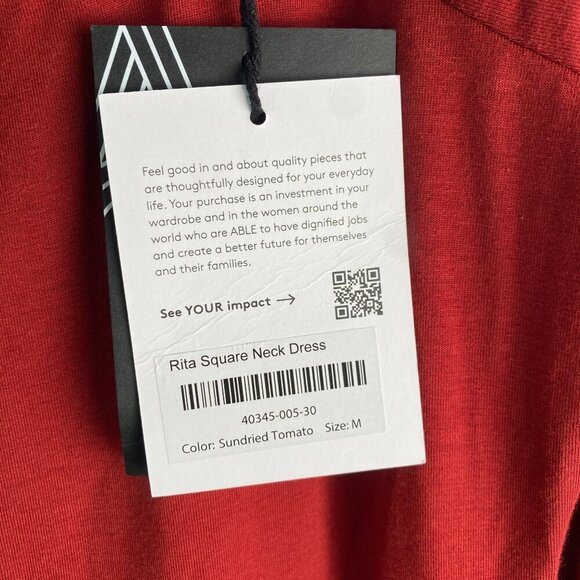 Feel good in and about quality pieces that
are thoughtfully designed for your everyday
life. Your purchase is an investment in your
wardrobe and in the women around the
world who are ABLE to have dignified jobs
and create a better future for themselves
and their families.
See YOUR impact →
Rita Square Neck Dress
40345-005-30
Color: Sundried Tomato Size: M